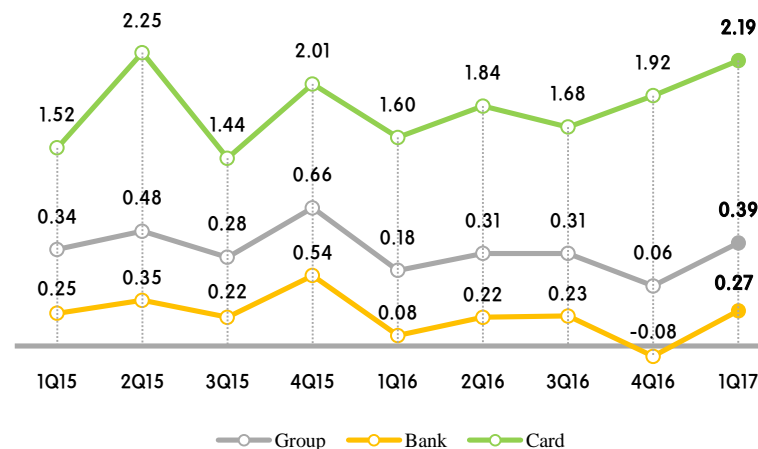 1.52 2.25 1.44 2.01 1.60 1.84 1.68 1.92 2.19
0.34 0.48 0.28 0.66 0.18 0.31 0.31 0.06 0.39
0.25 0.35 0.22 0.54 0.08 0.22 0.23 -0.08 0.27
1Q15 2Q15 3Q15 4Q15 1Q16 2Q16 3Q16 4Q16 1Q17
Group Bank Card